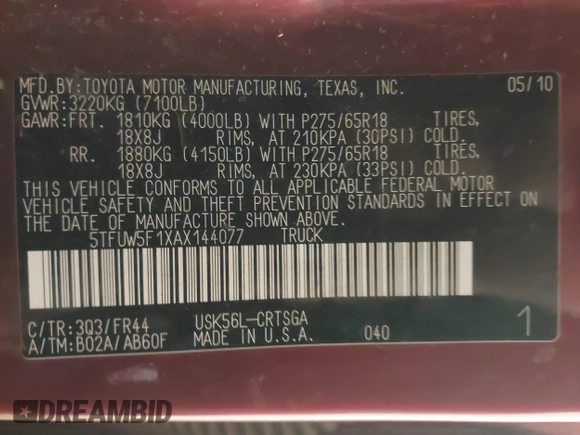 MFD.BY:TOYOTA MOTOR MANUFACTURING, TEXAS, INC. 05/10
GVWR:3220KG (7100LB)
GAWR:FRT. 1810KG (4000LB) WITH P275/65R18 TIRES,
18X8J RIMS, AT 210KPA (30PSI) COLD.
RR. 1880KG (4150LB) WITH P275/65R18 TIRES,
18X8J RIMS, AT 230KPA (33PSI) COLD.
THIS VEHICLE CONFORMS TO ALL APPLICABLE FEDERAL MOTOR
VEHICLE SAFETY AND THEFT PREVENTION STANDARDS IN EFFECT ON
THE DATE OF MANUFACTURE SHOWN ABOVE.
5TFUW5F1XAX144077 TRUCK
C/TR:3Q3/FR44 USK56L-CRTSGA 1
A/TM:B02A/AB60F MADE IN U.S.A. 040
DREAMBID